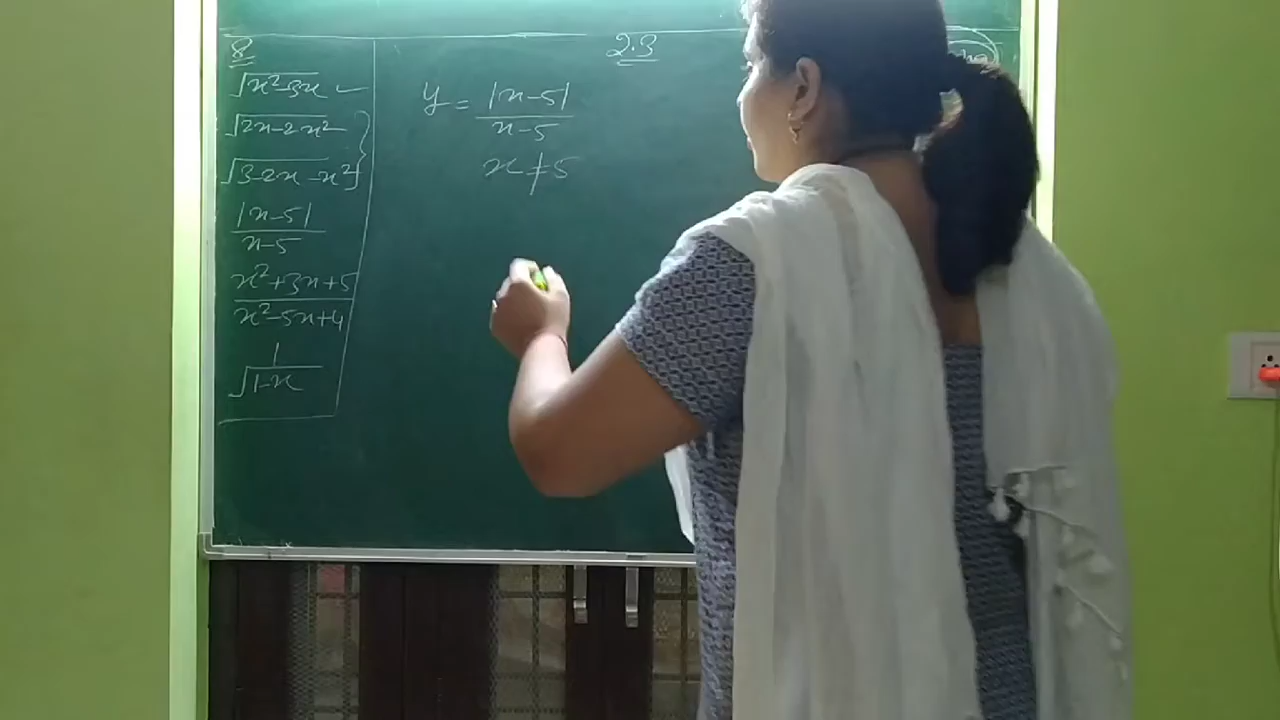 8
√(x²-3x)
√(2x-2x²)
√(3-2x-x²)
|x-5|
x-5
x²+3x+5
x²-5x+4
1
√(1-x)
2.3
y = |x-5|
x-5
x ≠ 5